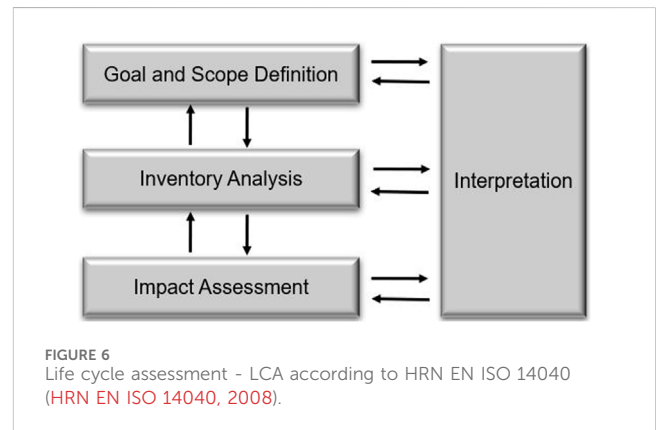 Goal and Scope Definition
Inventory Analysis
Interpretation
Impact Assessment
FIGURE 6
Life cycle assessment - LCA according to HRN EN ISO 14040
(HRN EN ISO 14040, 2008).